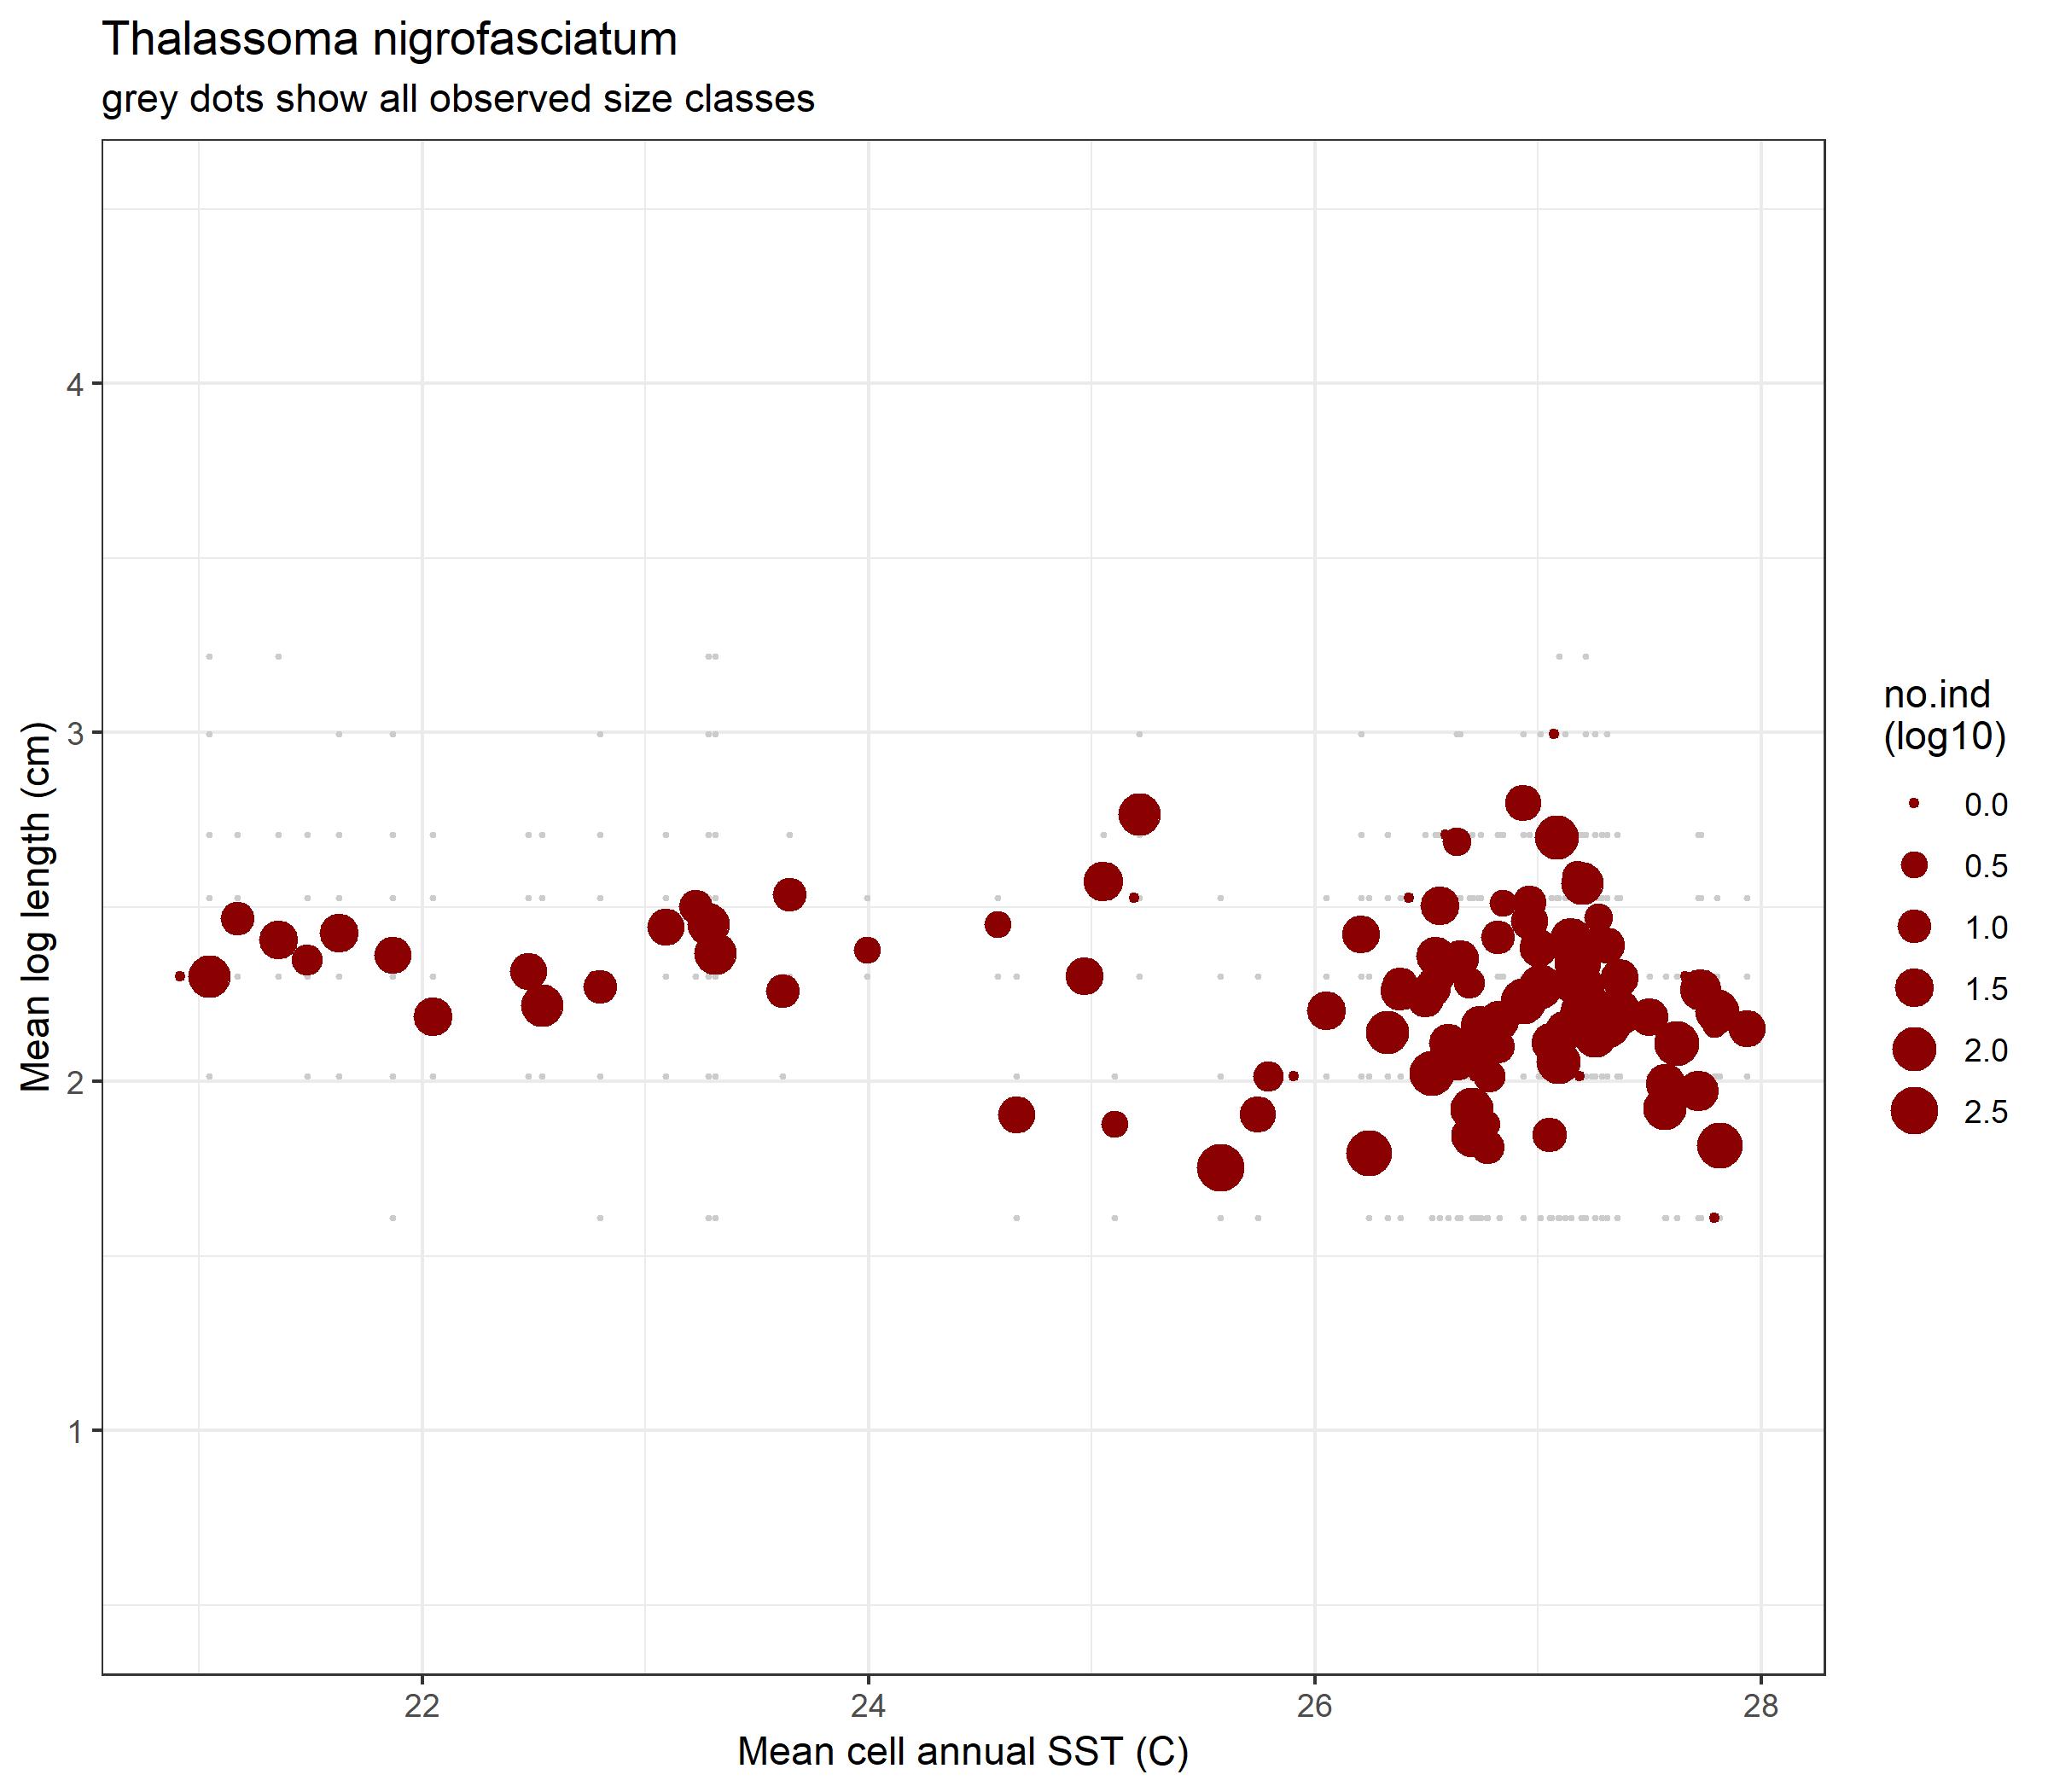 Thalassoma nigrofasciatum
grey dots show all observed size classes
Mean log length (cm)
4
3
2
1
22
24
26
28
Mean cell annual SST (C)
no.ind
(log10)
0.0
0.5
1.0
1.5
2.0
2.5